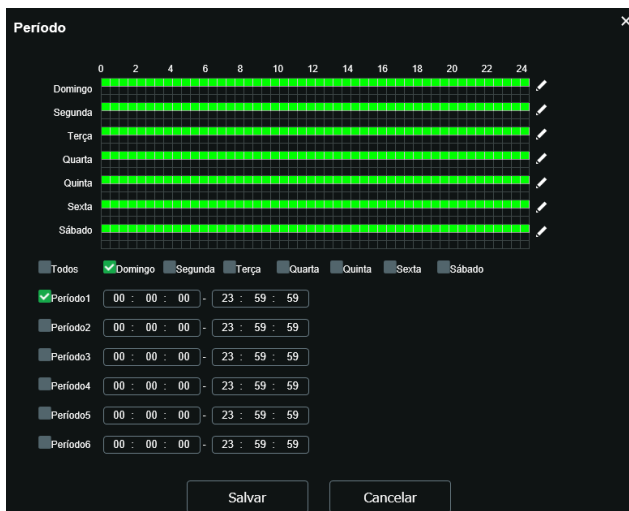 Período
×
0 2 4 6 8 10 12 14 16 18 20 22 24
Domingo
Segunda
Terça
Quarta
Quinta
Sexta
Sábado
Todos Domingo Segunda Terça Quarta Quinta Sexta Sábado
Período1 00 : 00 : 00 - 23 : 59 : 59
Período2 00 : 00 : 00 - 23 : 59 : 59
Período3 00 : 00 : 00 - 23 : 59 : 59
Período4 00 : 00 : 00 - 23 : 59 : 59
Período5 00 : 00 : 00 - 23 : 59 : 59
Período6 00 : 00 : 00 - 23 : 59 : 59
Salvar Cancelar